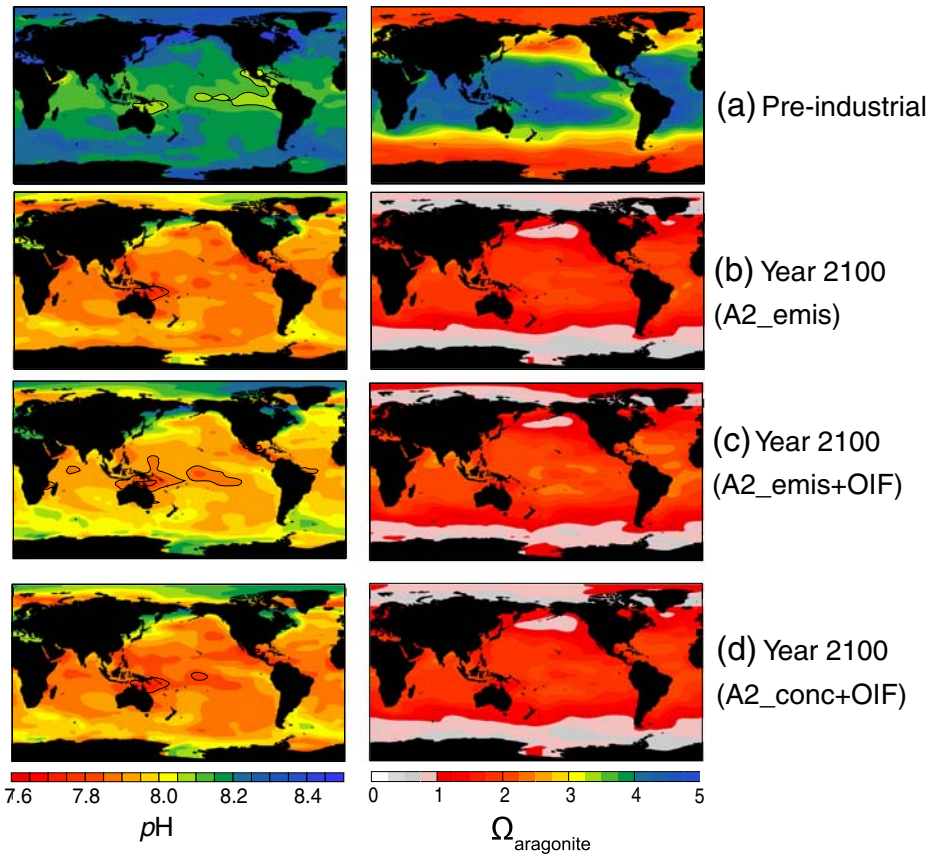 (a) Pre-industrial
(b) Year 2100
(A2_emis)
(c) Year 2100
(A2_emis+OIF)
(d) Year 2100
(A2_conc+OIF)
7.6 7.8 8.0 8.2 8.4
pH
0 1 2 3 4 5
Ωaragonite